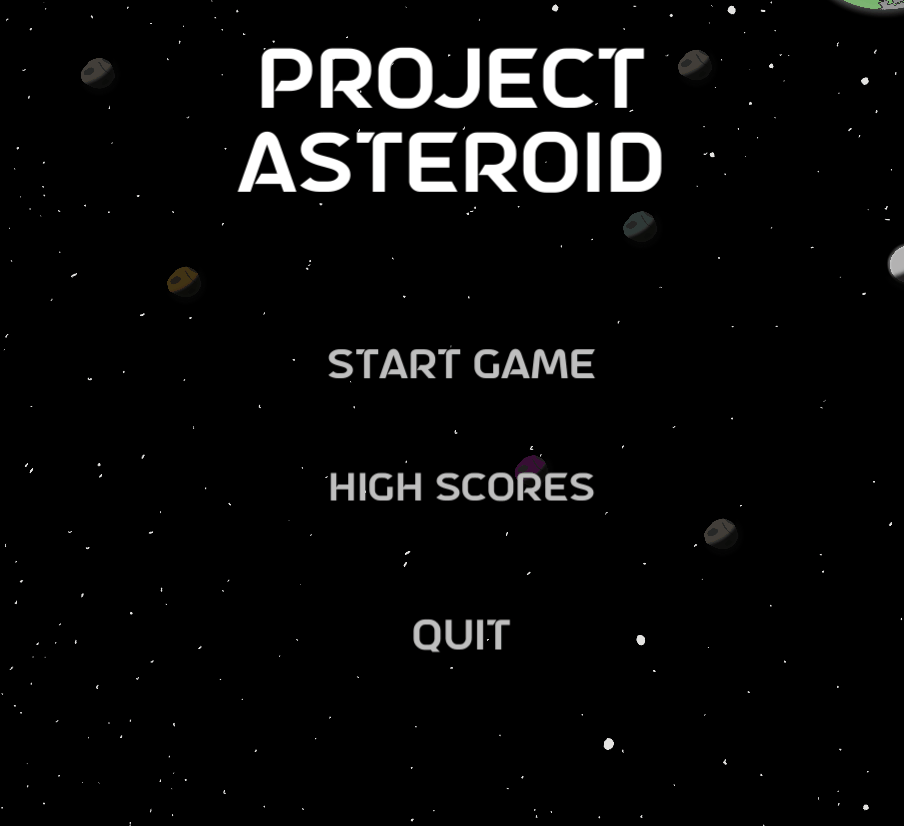 PROJECT
ASTEROID
START GAME
HIGH SCORES
QUIT